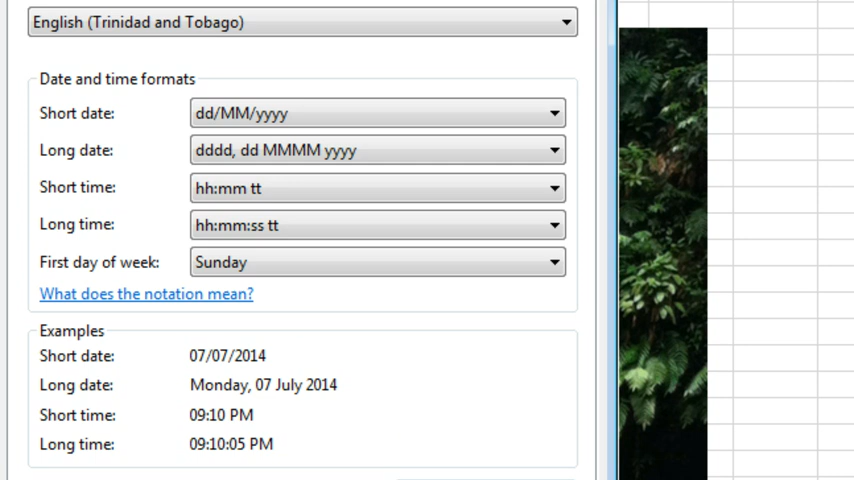 English (Trinidad and Tobago)
Date and time formats
Short date: dd/MM/yyyy
Long date: dddd, dd MMMM yyyy
Short time: hh:mm tt
Long time: hh:mm:ss tt
First day of week: Sunday
What does the notation mean?
Examples
Short date: 07/07/2014
Long date: Monday, 07 July 2014
Short time: 09:10 PM
Long time: 09:10:05 PM